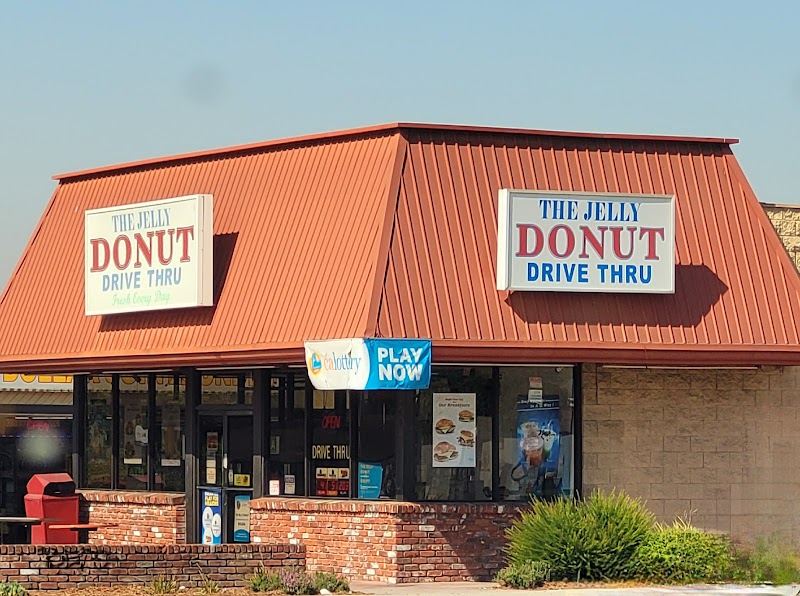 THE JELLY
DONUT
DRIVE THRU
Fresh Every Day
THE JELLY
DONUT
DRIVE THRU
calottery
PLAY
NOW
OPEN
DRIVE THRU